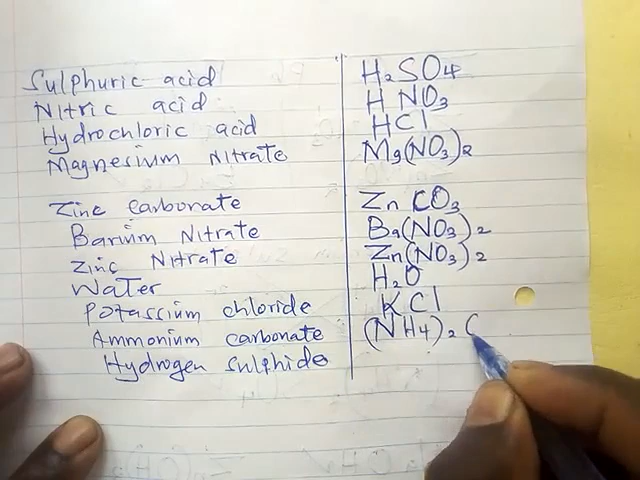 Sulphuric acid H₂SO₄
Nitric acid HNO₃
Hydrochloric acid HCl
Magnesium Nitrate Mg(NO₃)₂
Zinc carbonate ZnCO₃
Barium Nitrate Ba(NO₃)₂
Zinc Nitrate Zn(NO₃)₂
Water H₂O
Potassium chloride KCl
Ammonium carbonate (NH₄)₂C
Hydrogen sulphide